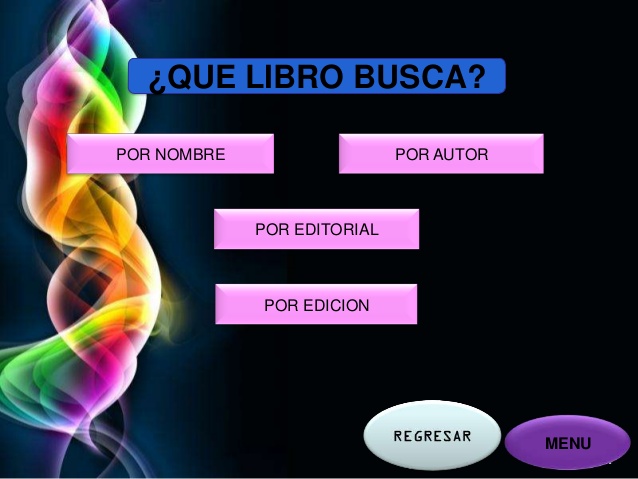 ¿QUE LIBRO BUSCA?
POR NOMBRE
POR AUTOR
POR EDITORIAL
POR EDICION
REGRESAR
MENU